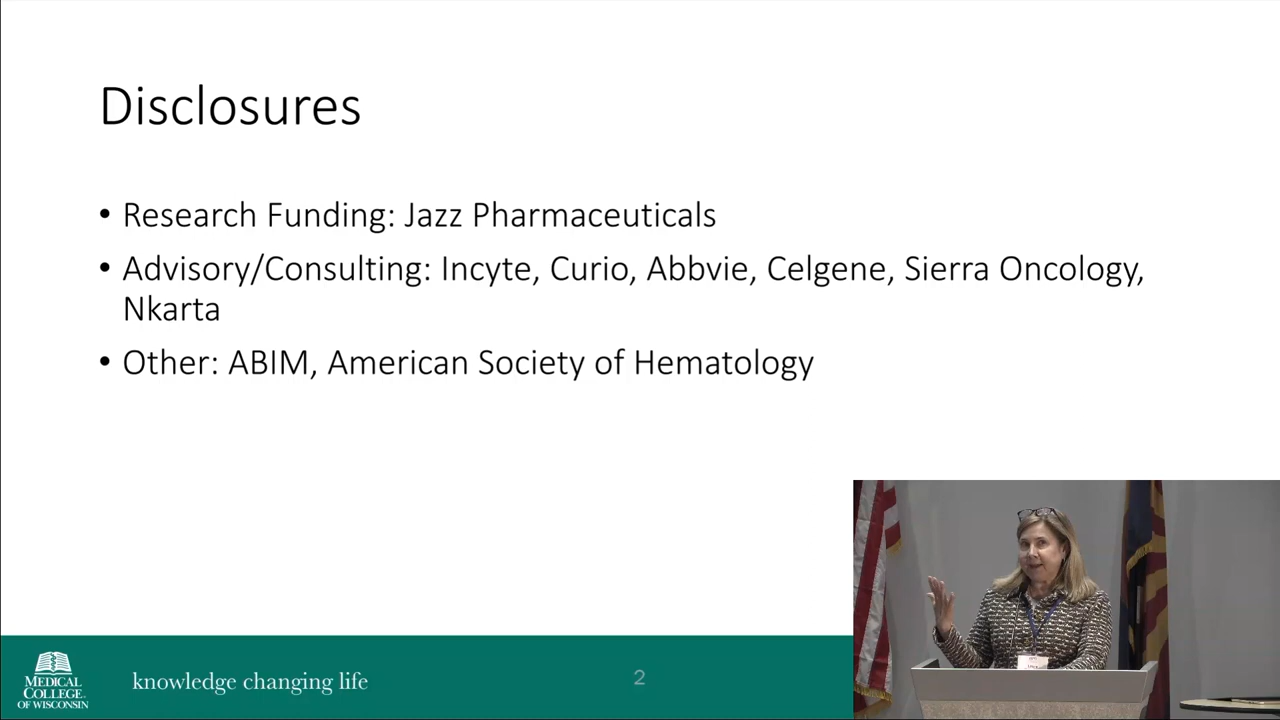 Disclosures
• Research Funding: Jazz Pharmaceuticals
• Advisory/Consulting: Incyte, Curio, Abbvie, Celgene, Sierra Oncology,
Nkarta
• Other: ABIM, American Society of Hematology
MEDICAL
COLLEGE
OF WISCONSIN
knowledge changing life
2